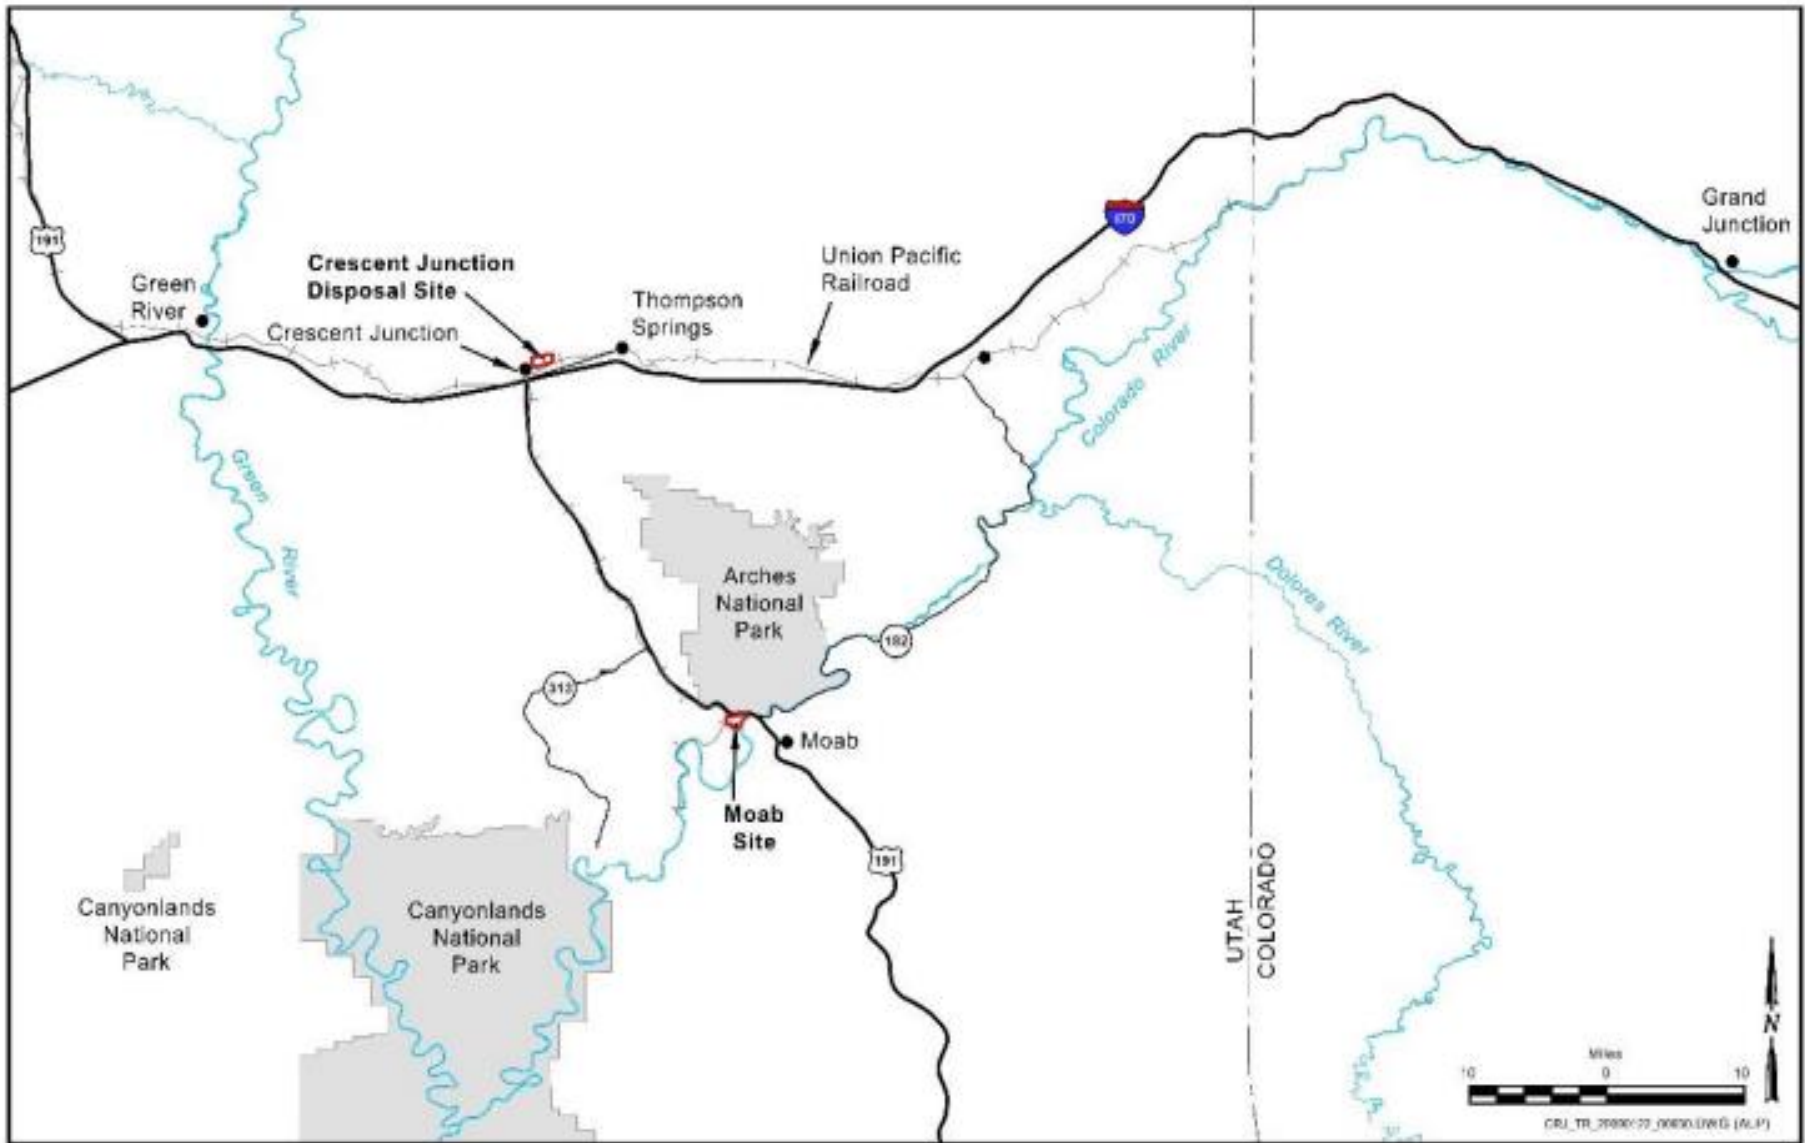 191
Green
River
Crescent Junction
Disposal Site
Crescent Junction
Thompson
Springs
Union Pacific
Railroad
Grand
Junction
Colorado River
Green River
Dolores River
Arches
National
Park
313
Moab
Moab
Site
191
Canyonlands
National
Park
Canyonlands
National
Park
UTAH
COLORADO
N
Miles
10 0 10